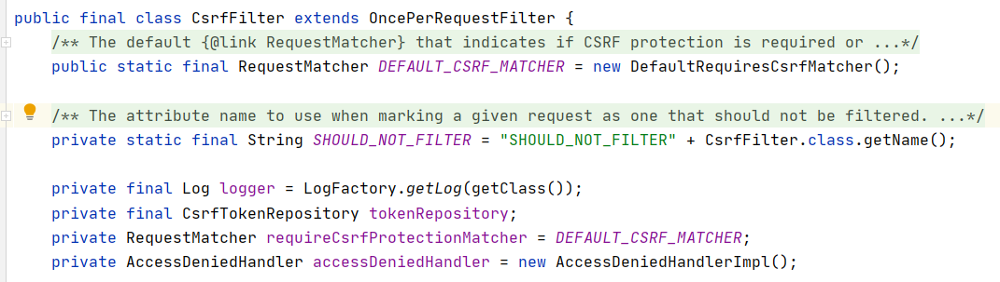 public final class CsrfFilter extends OncePerRequestFilter {
/** The default {@link RequestMatcher} that indicates if CSRF protection is required or ...*/
public static final RequestMatcher DEFAULT_CSRF_MATCHER = new DefaultRequiresCsrfMatcher();
/** The attribute name to use when marking a given request as one that should not be filtered. ...*/
private static final String SHOULD_NOT_FILTER = "SHOULD_NOT_FILTER" + CsrfFilter.class.getName();
private final Log logger = LogFactory.getLog(getClass());
private final CsrfTokenRepository tokenRepository;
private RequestMatcher requireCsrfProtectionMatcher = DEFAULT_CSRF_MATCHER;
private AccessDeniedHandler accessDeniedHandler = new AccessDeniedHandlerImpl();